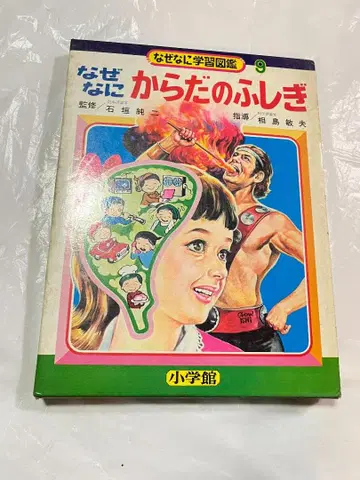 なぜなに学習図鑑 9
なぜなに からだのふしぎ
監修/石垣純二
指導/相島敏夫
小学館